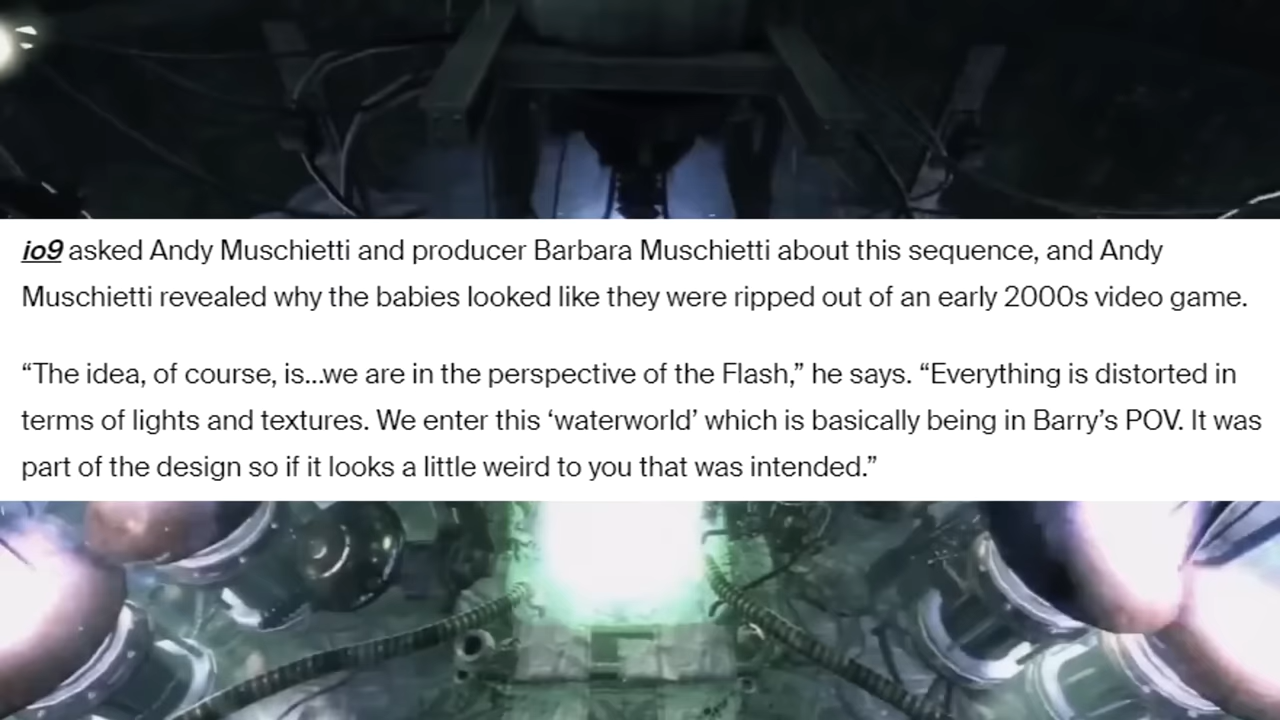 io9 asked Andy Muschietti and producer Barbara Muschietti about this sequence, and Andy
Muschietti revealed why the babies looked like they were ripped out of an early 2000s video game.
“The idea, of course, is...we are in the perspective of the Flash,” he says. “Everything is distorted in
terms of lights and textures. We enter this ‘waterworld’ which is basically being in Barry’s POV. It was
part of the design so if it looks a little weird to you that was intended.”